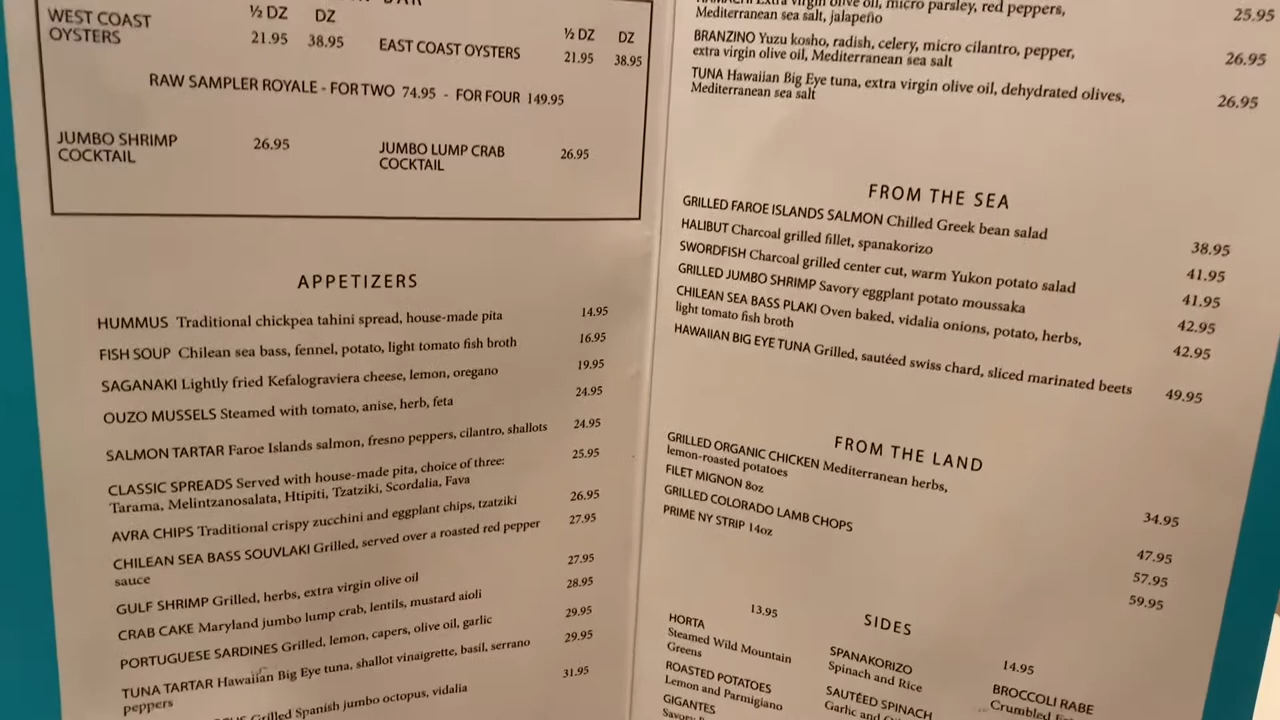 BAR
WEST COAST OYSTERS
½ DZ DZ
21.95 38.95
EAST COAST OYSTERS
½ DZ DZ
21.95 38.95
RAW SAMPLER ROYALE - FOR TWO 74.95 - FOR FOUR 149.95
JUMBO SHRIMP COCKTAIL 26.95
JUMBO LUMP CRAB COCKTAIL 26.95
APPETIZERS
HUMMUS Traditional chickpea tahini spread, house-made pita 14.95
FISH SOUP Chilean sea bass, fennel, potato, light tomato fish broth 16.95
SAGANAKI Lightly fried Kefalograviera cheese, lemon, oregano 19.95
OUZO MUSSELS Steamed with tomato, anise, herb, feta 24.95
SALMON TARTAR Faroe Islands salmon, fresno peppers, cilantro, shallots 24.95
CLASSIC SPREADS Served with house-made pita, choice of three: 25.95
Tarama, Melintzanosalata, Htipiti, Tzatziki, Scordalia, Fava
AVRA CHIPS Traditional crispy zucchini and eggplant chips, tzatziki 26.95
CHILEAN SEA BASS SOUVLAKI Grilled, served over a roasted red pepper 27.95
sauce
GULF SHRIMP Grilled, herbs, extra virgin olive oil 27.95
CRAB CAKE Maryland jumbo lump crab, lentils, mustard aioli 28.95
PORTUGUESE SARDINES Grilled, lemon, capers, olive oil, garlic 29.95
TUNA TARTAR Hawaiian Big Eye tuna, shallot vinaigrette, basil, serrano 29.95
peppers
Grilled Spanish jumbo octopus, vidalia 31.95
Extra virgin olive oil, micro parsley, red peppers,
Mediterranean sea salt, jalapeño 25.95
BRANZINO Yuzu kosho, radish, celery, micro cilantro, pepper,
extra virgin olive oil, Mediterranean sea salt 26.95
TUNA Hawaiian Big Eye tuna, extra virgin olive oil, dehydrated olives,
Mediterranean sea salt 26.95
FROM THE SEA
GRILLED FAROE ISLANDS SALMON Chilled Greek bean salad 38.95
HALIBUT Charcoal grilled fillet, spanakorizo 41.95
SWORDFISH Charcoal grilled center cut, warm Yukon potato salad 41.95
GRILLED JUMBO SHRIMP Savory eggplant potato moussaka 42.95
CHILEAN SEA BASS PLAKI Oven baked, vidalia onions, potato, herbs,
light tomato fish broth 42.95
HAWAIIAN BIG EYE TUNA Grilled, sautéed swiss chard, sliced marinated beets 49.95
FROM THE LAND
GRILLED ORGANIC CHICKEN Mediterranean herbs,
lemon-roasted potatoes 34.95
FILET MIGNON 8oz 47.95
GRILLED COLORADO LAMB CHOPS 57.95
PRIME NY STRIP 14oz 59.95
SIDES
13.95
HORTA
Steamed Wild Mountain
Greens
ROASTED POTATOES
Lemon and Parmigiano
GIGANTES
Savory
SPANAKORIZO
Spinach and Rice
SAUTÉED SPINACH
Garlic and
14.95
BROCCOLI RABE
Crumbled